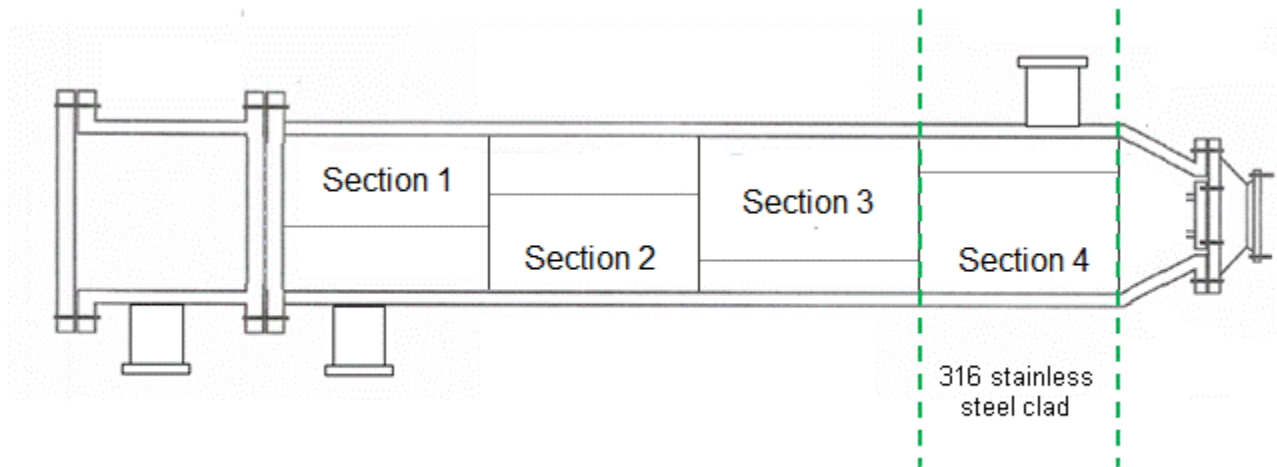 Section 1
Section 2
Section 3
Section 4
316 stainless
steel clad